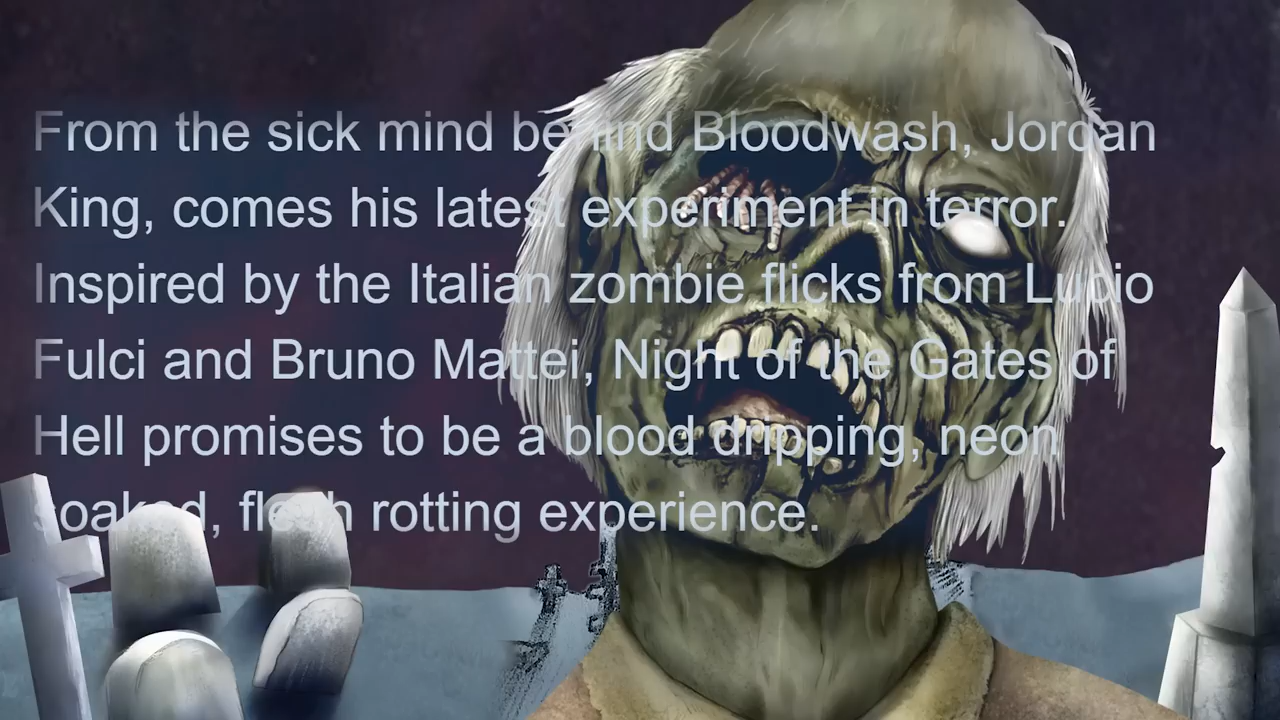 From the sick mind behind Bloodwash, Jordan
King, comes his latest experiment in terror.
Inspired by the Italian zombie flicks from Lucio
Fulci and Bruno Mattei, Night of the Gates of
Hell promises to be a blood dripping, neon
soaked, flesh rotting experience.